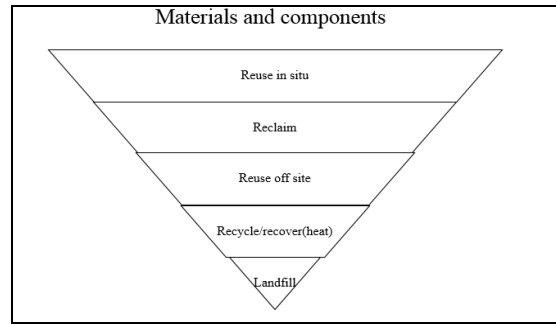 Materials and components
Reuse in situ
Reclaim
Reuse off site
Recycle/recover(heat)
Landfill